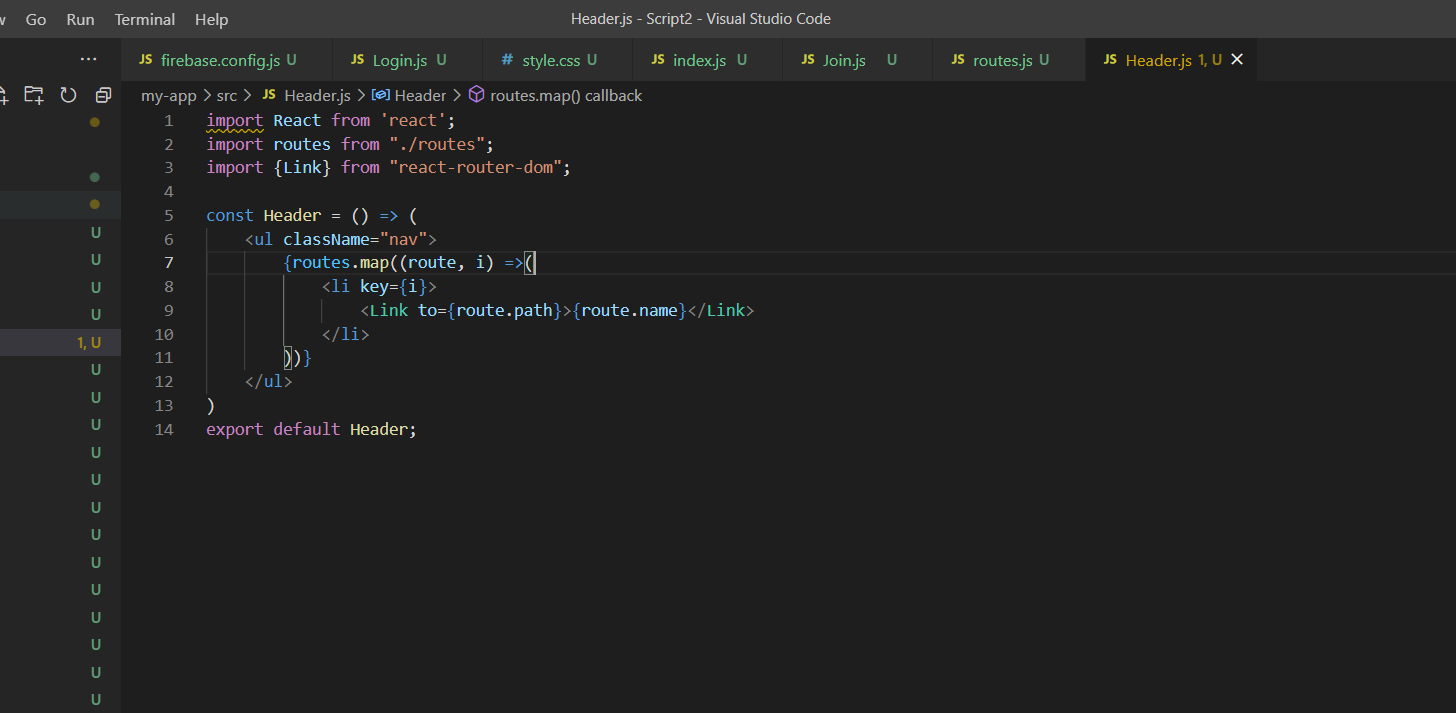 Go Run Terminal Help Header.js - Script2 - Visual Studio Code
... JS firebase.config.js U JS Login.js U # style.css U JS index.js U JS Join.js U JS routes.js U JS Header.js 1, U
my-app > src > JS Header.js > Header > routes.map() callback
1 import React from 'react';
2 import routes from "./routes";
3 import {Link} from "react-router-dom";
4
5 const Header = () => (
6 <ul className="nav">
7 {routes.map((route, i) =>(
8 <li key={i}>
9 <Link to={route.path}>{route.name}</Link>
10 </li>
11 ))}
12 </ul>
13 )
14 export default Header;
U
U
U
U
1, U
U
U
U
U
U
U
U
U
U
U
U
U
U